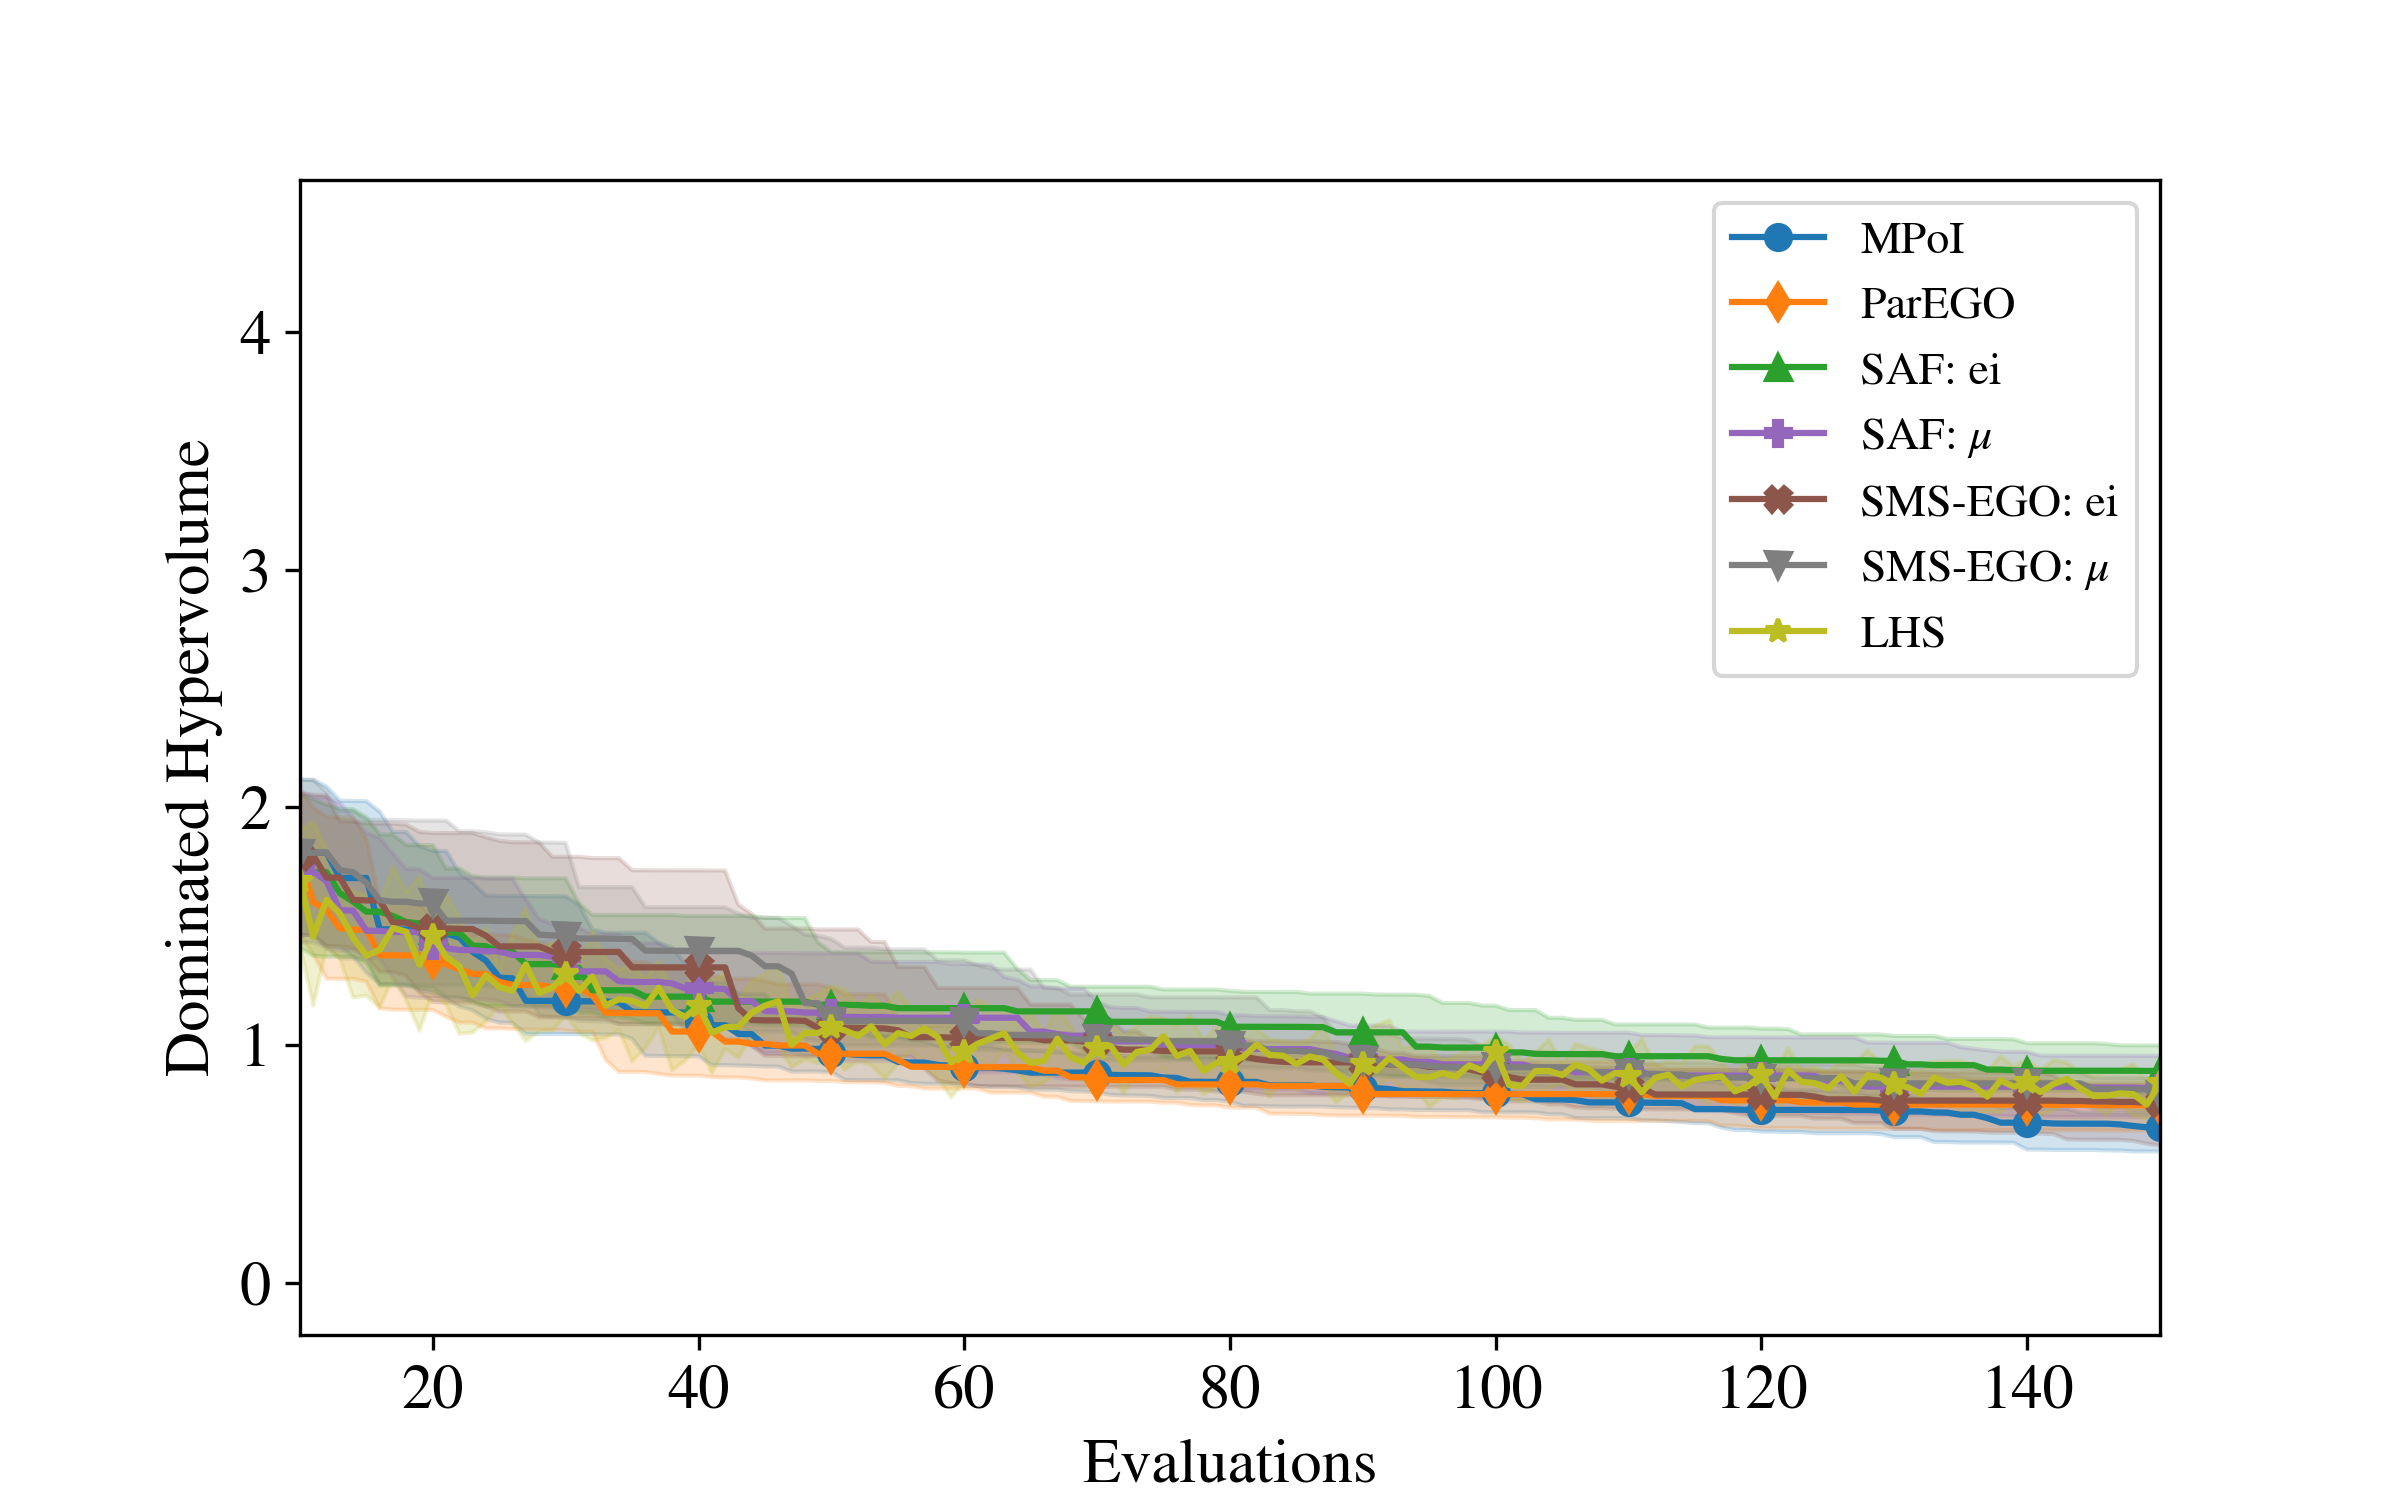 MPoI
ParEGO
SAF: ei
SAF: μ
SMS-EGO: ei
SMS-EGO: μ
LHS
Dominated Hypervolume
4
3
2
1
0
20 40 60 80 100 120 140
Evaluations